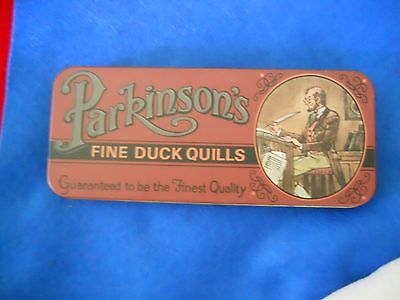 Parkinson's
FINE DUCK QUILLS
Guaranteed to be the Finest Quality